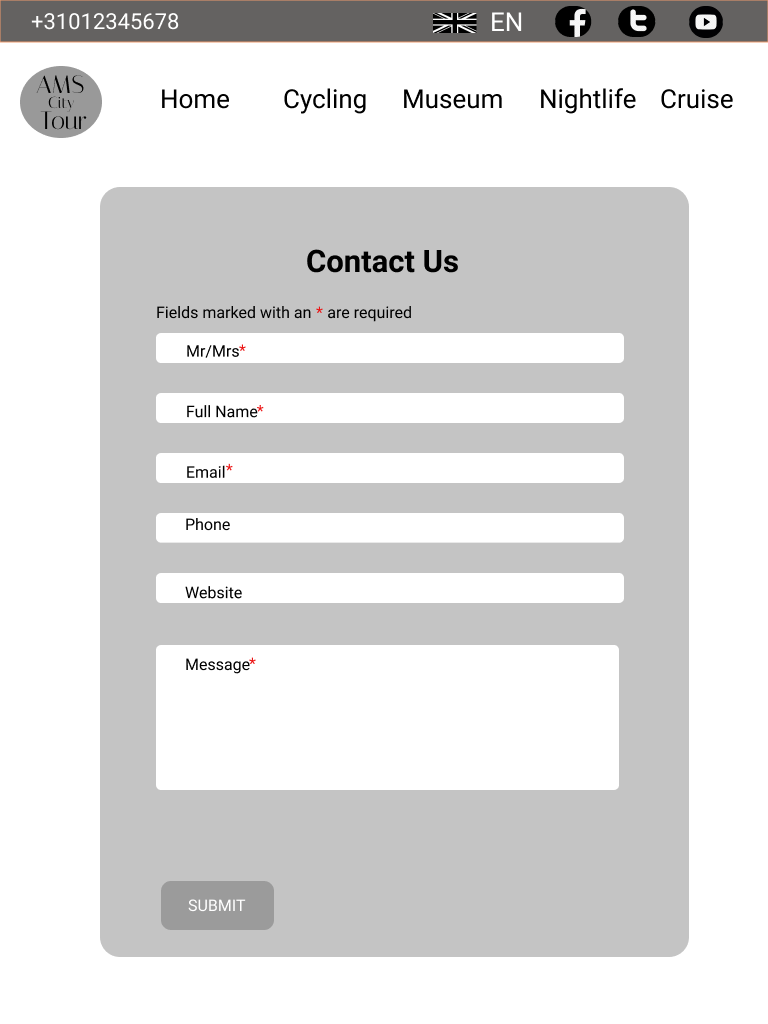 +31012345678 EN
AMS
City
Tour
Home Cycling Museum Nightlife Cruise
Contact Us
Fields marked with an * are required
Mr/Mrs*
Full Name*
Email*
Phone
Website
Message*
SUBMIT